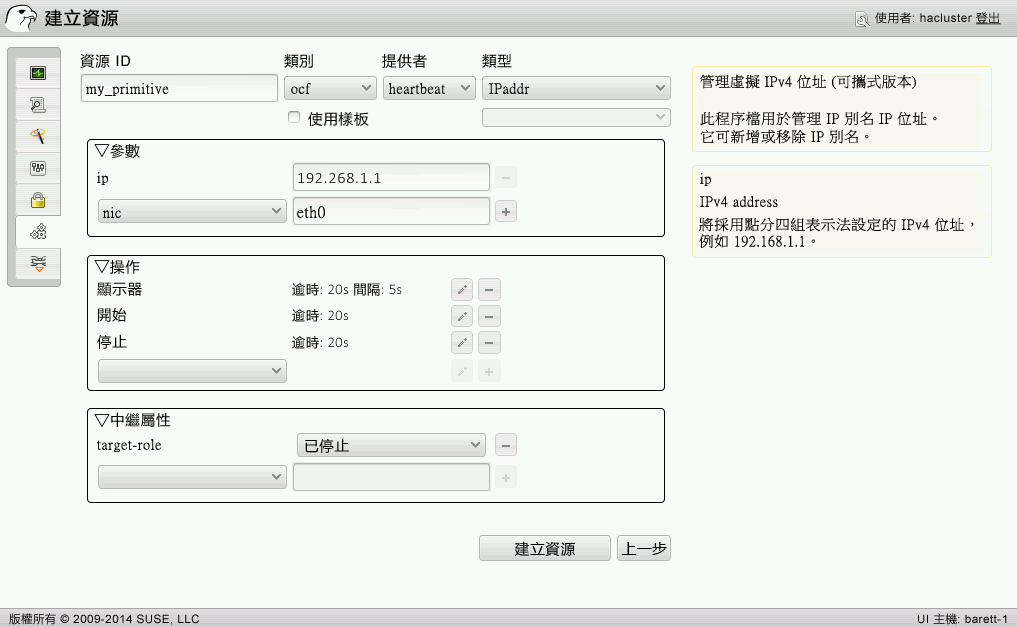 建立資源
使用者: hacluster 登出
資源 ID
類別
提供者
類型
my_primitive
ocf
heartbeat
IPaddr
使用樣板
▽參數
ip
192.268.1.1
nic
eth0
▽操作
顯示器
逾時: 20s 間隔: 5s
開始
逾時: 20s
停止
逾時: 20s
▽中繼屬性
target-role
已停止
建立資源
上一步
管理虛擬 IPv4 位址 (可攜式版本)
此程序檔用於管理 IP 別名 IP 位址。
它可新增或移除 IP 別名。
ip
IPv4 address
將採用點分四組表示法設定的 IPv4 位址，
例如 192.168.1.1。
版權所有 © 2009-2014 SUSE, LLC
UI 主機: barett-1